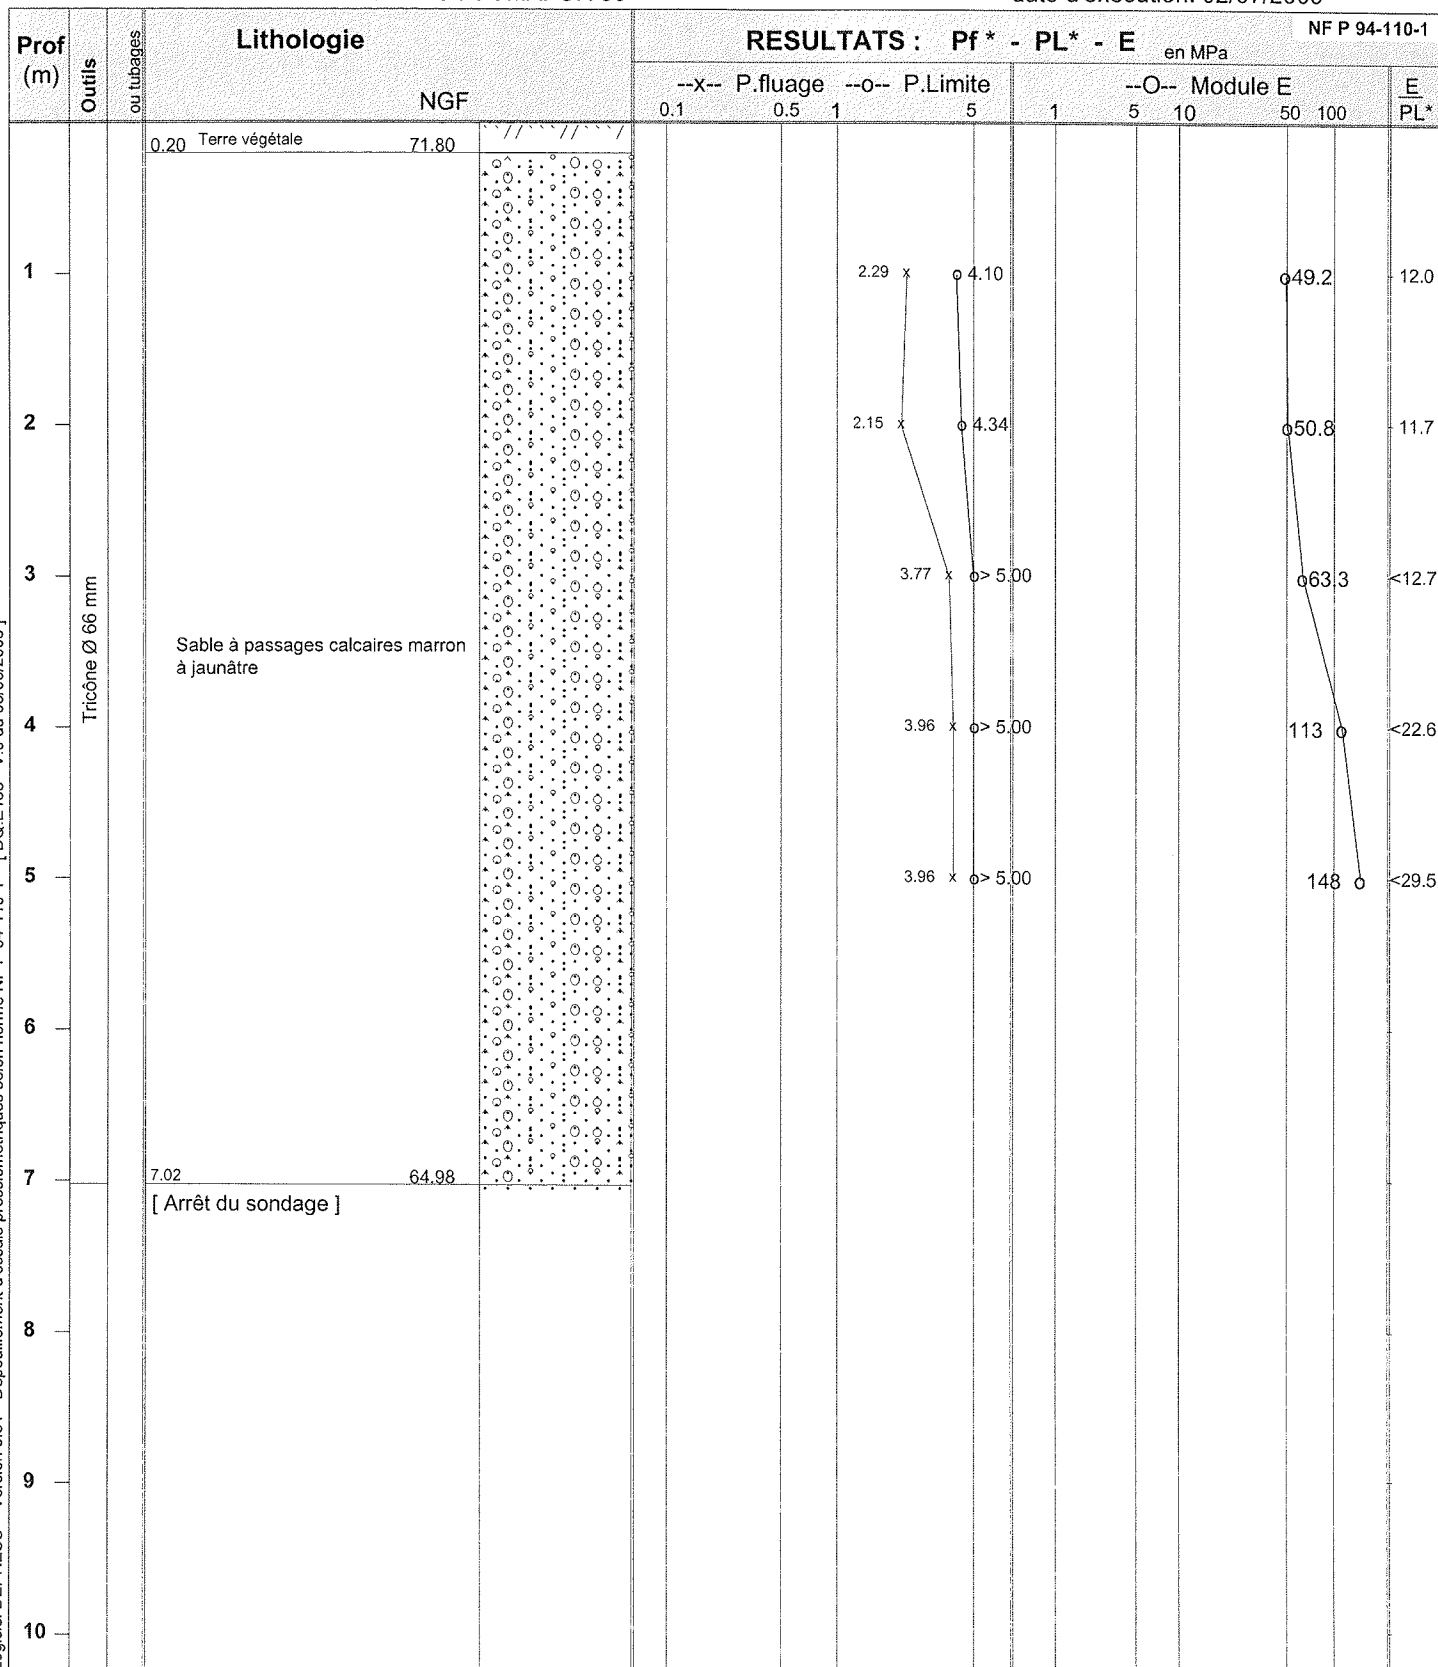 Prof
(m)
Outils
ou tubages
Lithologie
NGF
RESULTATS : Pf * - PL* - E en MPa
NF P 94-110-1
--x-- P.fluage --o-- P.Limite
--O-- Module E
E
PL*
0.1 0.5 1 5 1 5 10 50 100
0.20 Terre végétale 71.80
1 2.29 x o 4.10 o 49.2 12.0
2 2.15 x o 4.34 o 50.8 11.7
3 3.77 x o > 5.00 o 63.3 <12.7
Tricône Ø 66 mm
Sable à passages calcaires marron
à jaunâtre
4 3.96 x o > 5.00 113 o <22.6
5 3.96 x o > 5.00 148 o <29.5
6
7 7.02 64.98
[ Arrêt du sondage ]
8
9
10